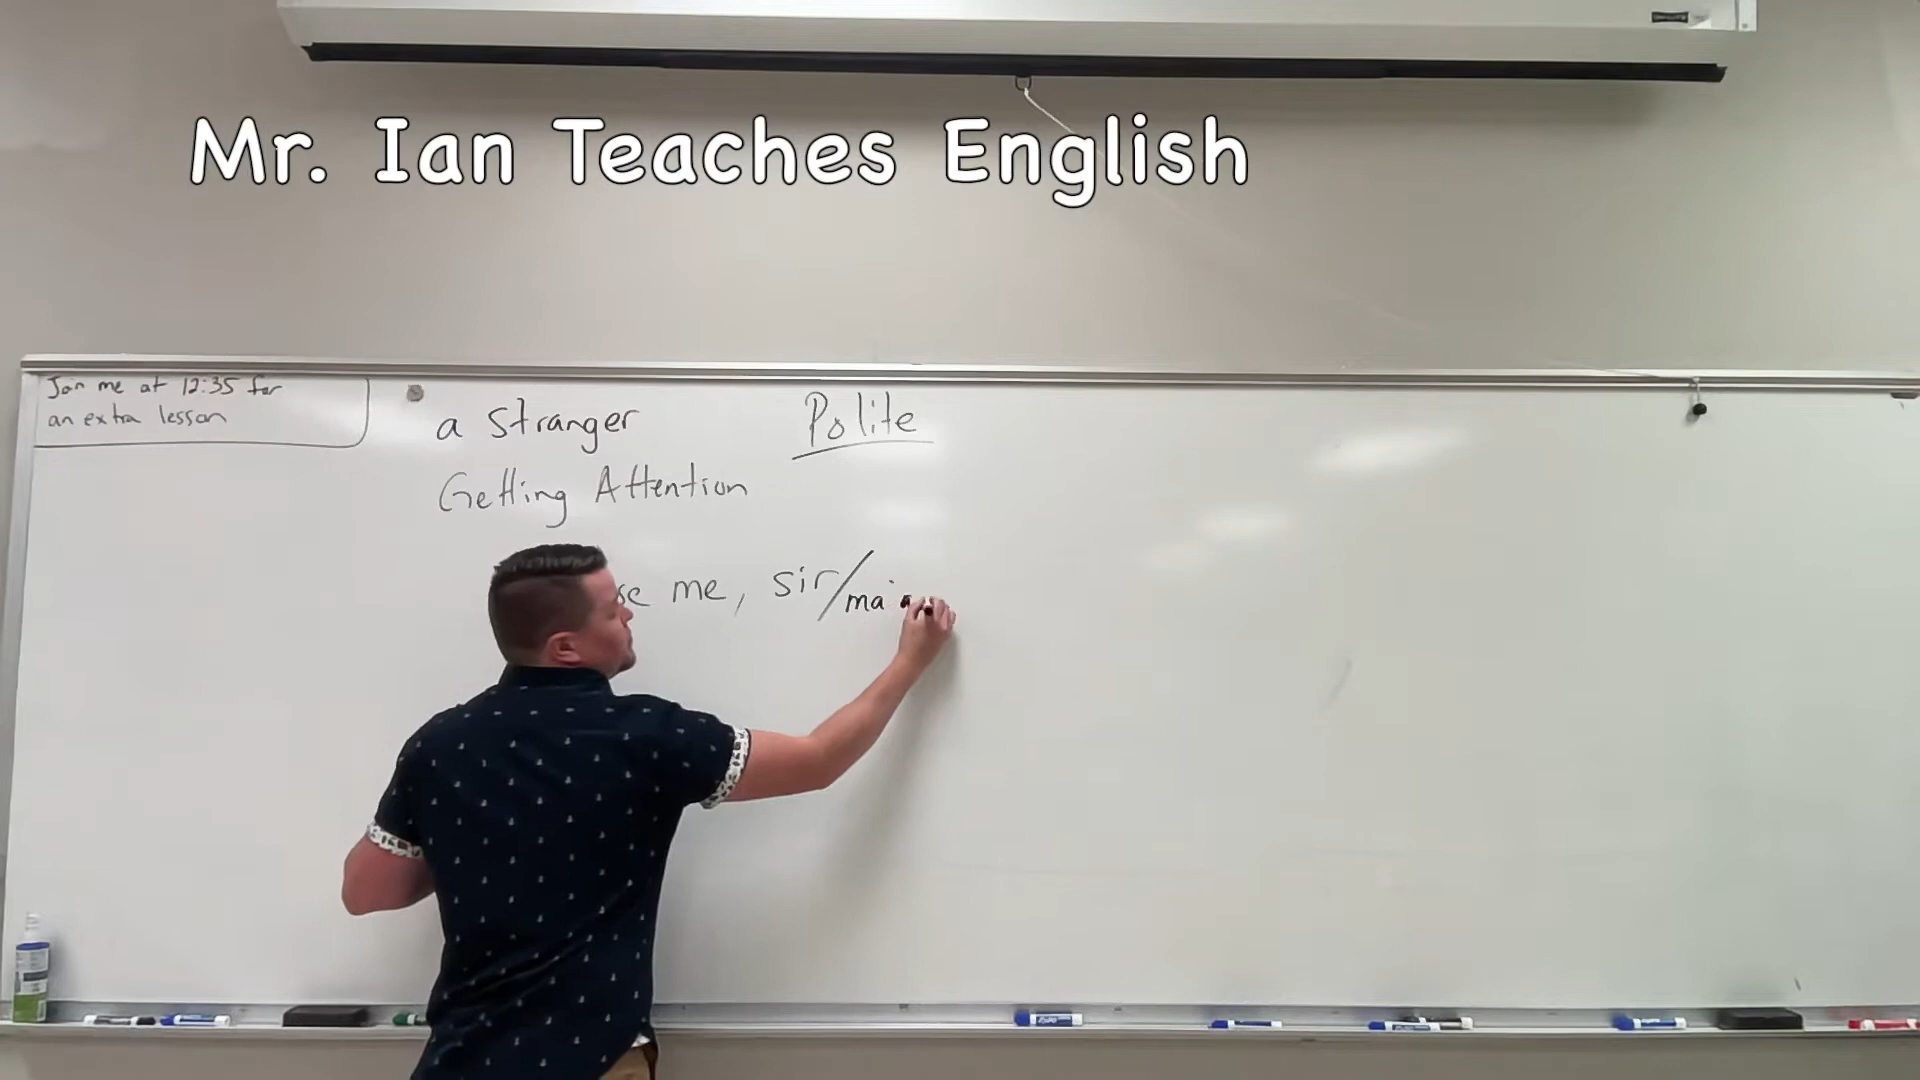 Mr. Ian Teaches English
Join me at 12:35 for
an extra lesson
a stranger
Polite
Getting Attention
me, sir/ma